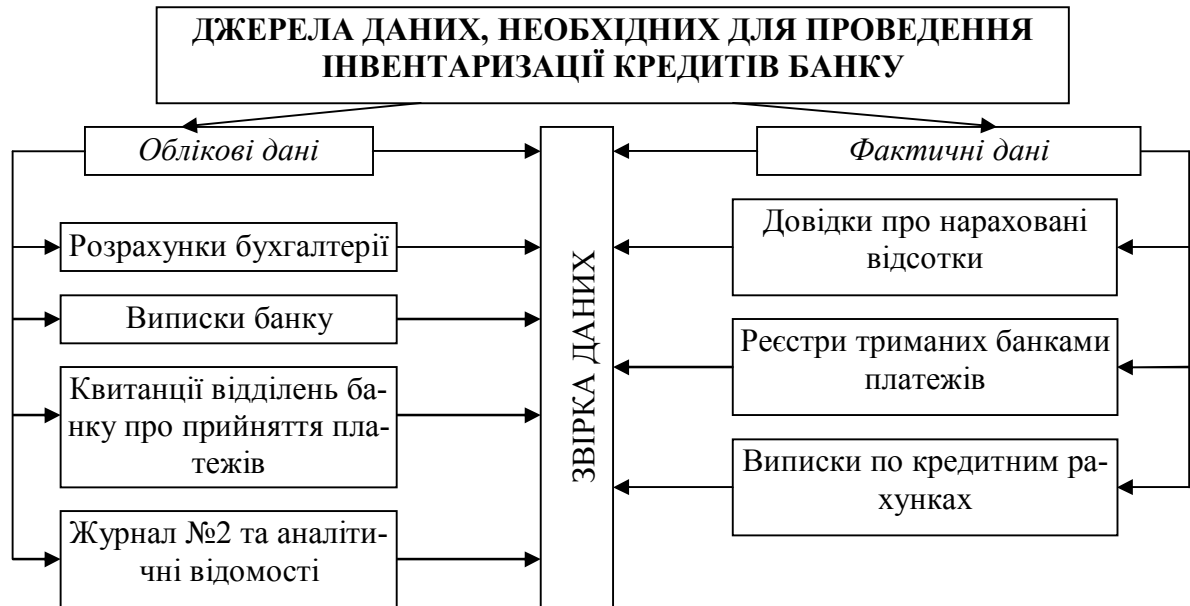 ДЖЕРЕЛА ДАНИХ, НЕОБХІДНИХ ДЛЯ ПРОВЕДЕННЯ
ІНВЕНТАРИЗАЦІЇ КРЕДИТІВ БАНКУ
Облікові дані
Розрахунки бухгалтерії
Виписки банку
Квитанції відділень ба-
нку про прийняття пла-
тежів
Журнал №2 та аналіти-
чні відомості
ЗВІРКА ДАНИХ
Фактичні дані
Довідки про нараховані
відсотки
Реєстри триманих банками
платежів
Виписки по кредитним ра-
хунках